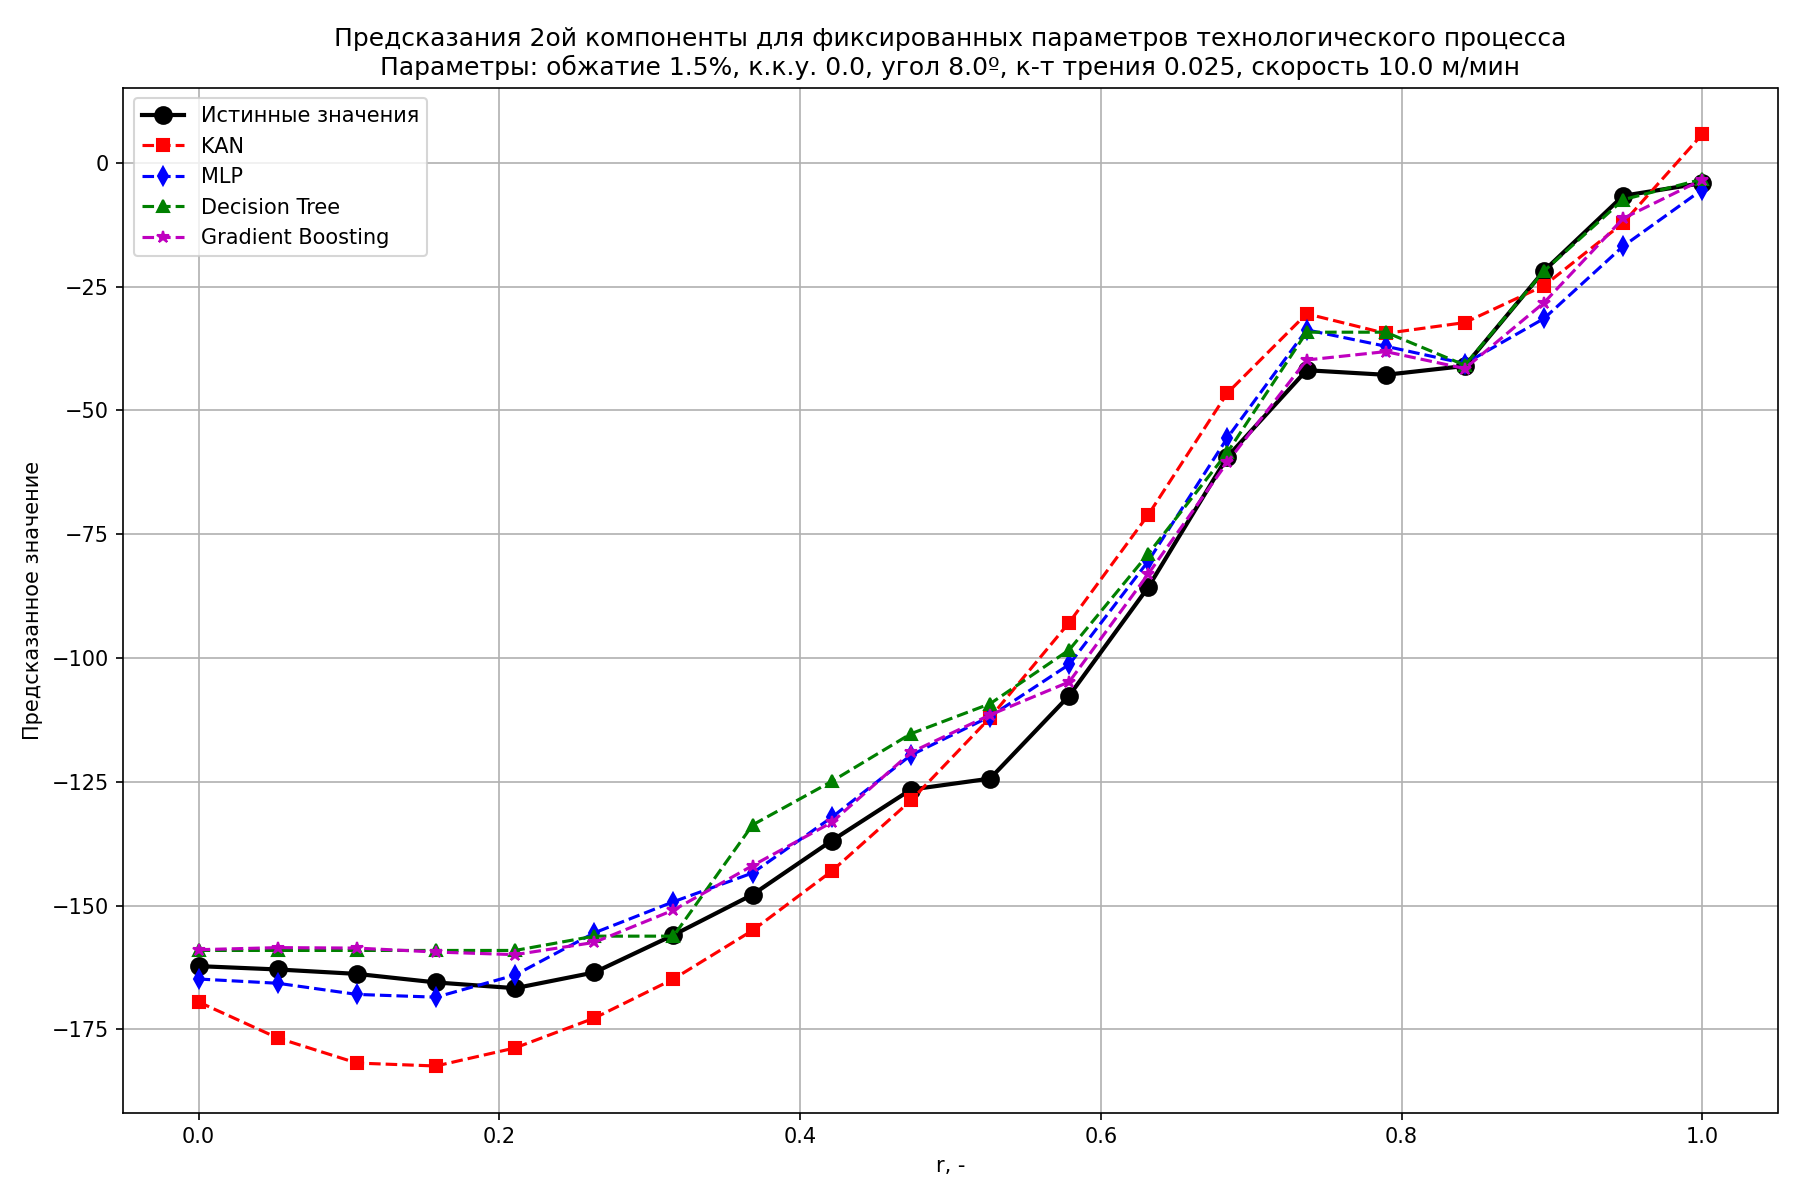 Предсказания 2ой компоненты для фиксированных параметров технологического процесса
Параметры: обжатие 1.5%, к.к.у. 0.0, угол 8.0º, к-т трения 0.025, скорость 10.0 м/мин
Истинные значения
KAN
MLP
Decision Tree
Gradient Boosting
Предсказанное значение
0
−25
−50
−75
−100
−125
−150
−175
0.0
0.2
0.4
0.6
0.8
1.0
r, -